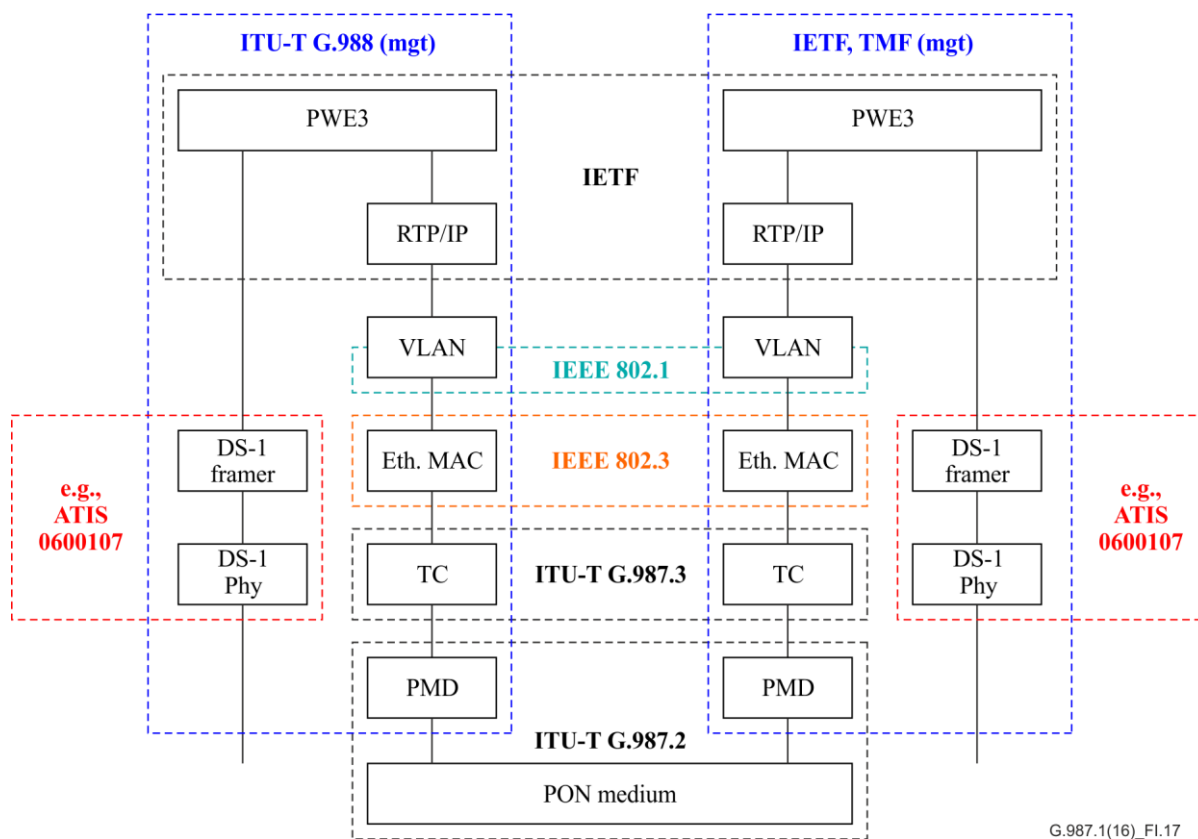 ITU-T G.988 (mgt)
IETF, TMF (mgt)
PWE3
PWE3
IETF
RTP/IP
RTP/IP
VLAN
VLAN
IEEE 802.1
DS-1
framer
Eth. MAC
IEEE 802.3
Eth. MAC
DS-1
framer
e.g.,
ATIS
0600107
e.g.,
ATIS
0600107
DS-1
Phy
TC
ITU-T G.987.3
TC
DS-1
Phy
PMD
PMD
ITU-T G.987.2
PON medium
G.987.1(16)_FI.17